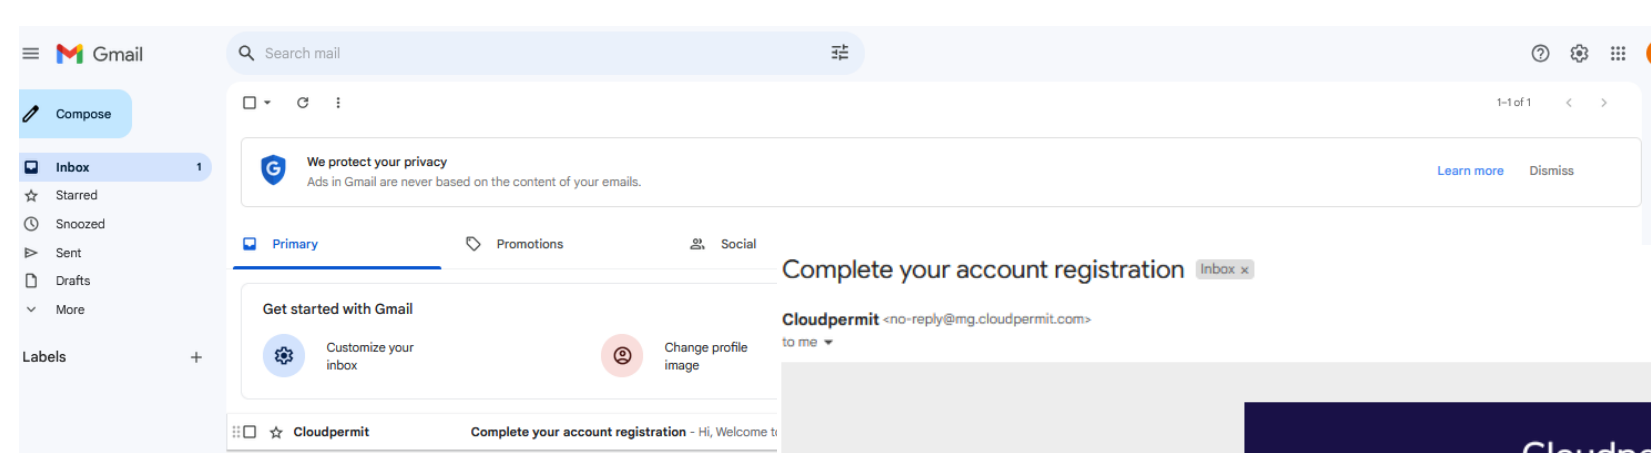 Gmail
Search mail
Compose
1–1 of 1
Inbox 1
Starred
Snoozed
Sent
Drafts
More
Labels
We protect your privacy
Ads in Gmail are never based on the content of your emails.
Learn more Dismiss
Primary Promotions Social
Get started with Gmail
Customize your
inbox
Change profile
image
Cloudpermit Complete your account registration - Hi, Welcome
Complete your account registration Inbox x
Cloudpermit <no-reply@mg.cloudpermit.com>
to me